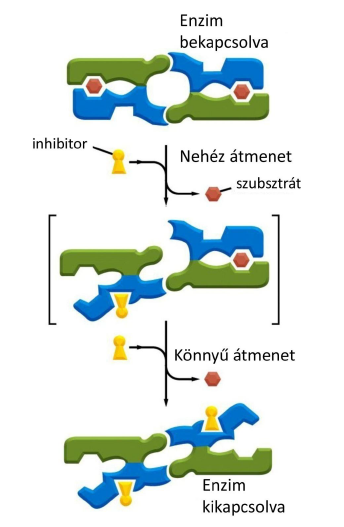 Enzim
bekapcsolva
inhibitor
Nehéz átmenet
szubsztrát
Könnyű átmenet
Enzim
kikapcsolva